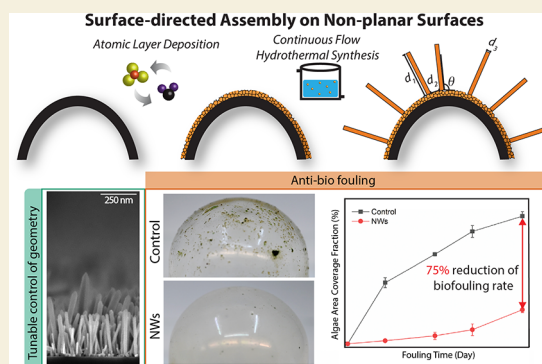 Surface-directed Assembly on Non-planar Surfaces
Atomic Layer Deposition
Continuous Flow
Hydrothermal Synthesis
d₁
d₂
θ
d₃
Anti-bio fouling
Tunable control of geometry
250 nm
Control
NWs
Algae Area Coverage Fraction (%)
Control
NWs
75% reduction of
biofouling rate
Fouling Time (Day)